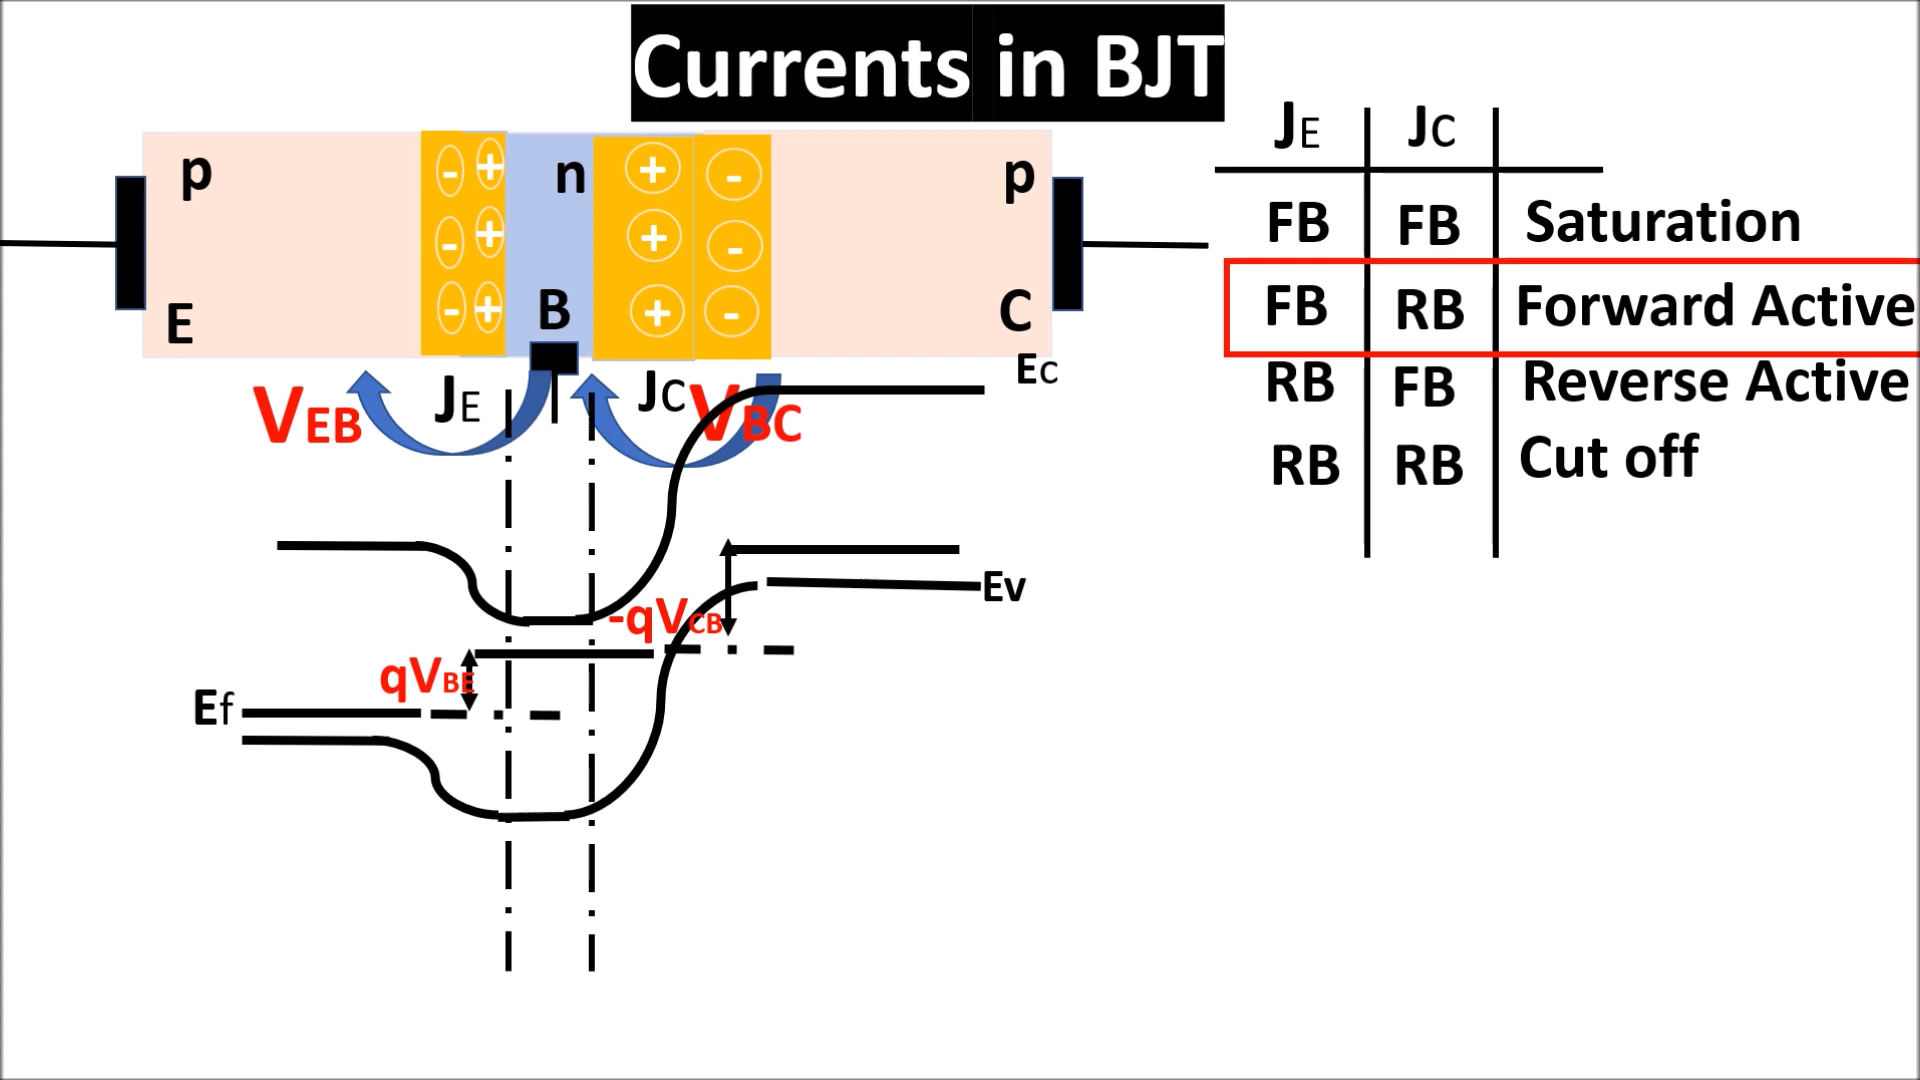 Currents in BJT
JE JC
p n p
- + + -
- + + -
- + + -
E B C
FB FB Saturation
FB RB Forward Active
RB FB Reverse Active
RB RB Cut off
EC
VEB JE JC VBC
Ev
-qVCB
qVBE
Ef